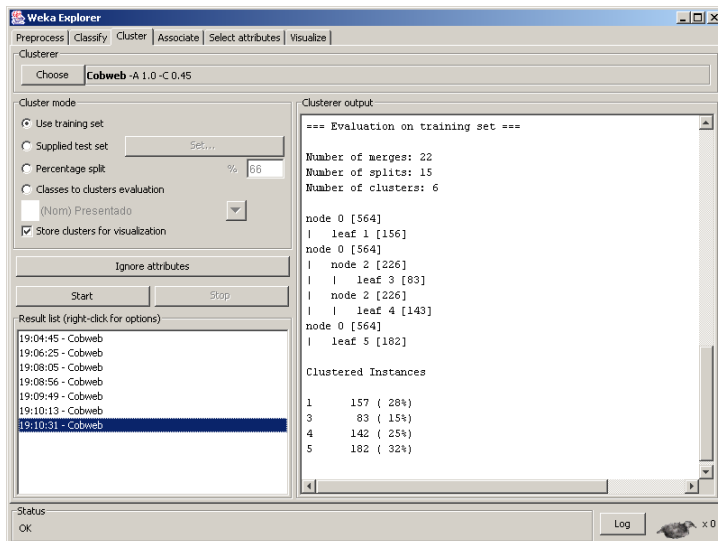 Weka Explorer
Preprocess Classify Cluster Associate Select attributes Visualize
Clusterer
Choose Cobweb -A 1.0 -C 0.45
Cluster mode
Use training set
Supplied test set Set...
Percentage split % 66
Classes to clusters evaluation
(Nom) Presentado
Store clusters for visualization
Ignore attributes
Start Stop
Result list (right-click for options)
19:04:45 - Cobweb
19:06:25 - Cobweb
19:08:05 - Cobweb
19:08:56 - Cobweb
19:09:49 - Cobweb
19:10:13 - Cobweb
19:10:31 - Cobweb
Clusterer output
=== Evaluation on training set ===
Number of merges: 22
Number of splits: 15
Number of clusters: 6
node 0 [564]
| leaf 1 [156]
node 0 [564]
| node 2 [226]
| | leaf 3 [83]
| node 2 [226]
| | leaf 4 [143]
node 0 [564]
| leaf 5 [182]
Clustered Instances
1 157 ( 28%)
3 83 ( 15%)
4 142 ( 25%)
5 182 ( 32%)
Status
OK
Log x 0